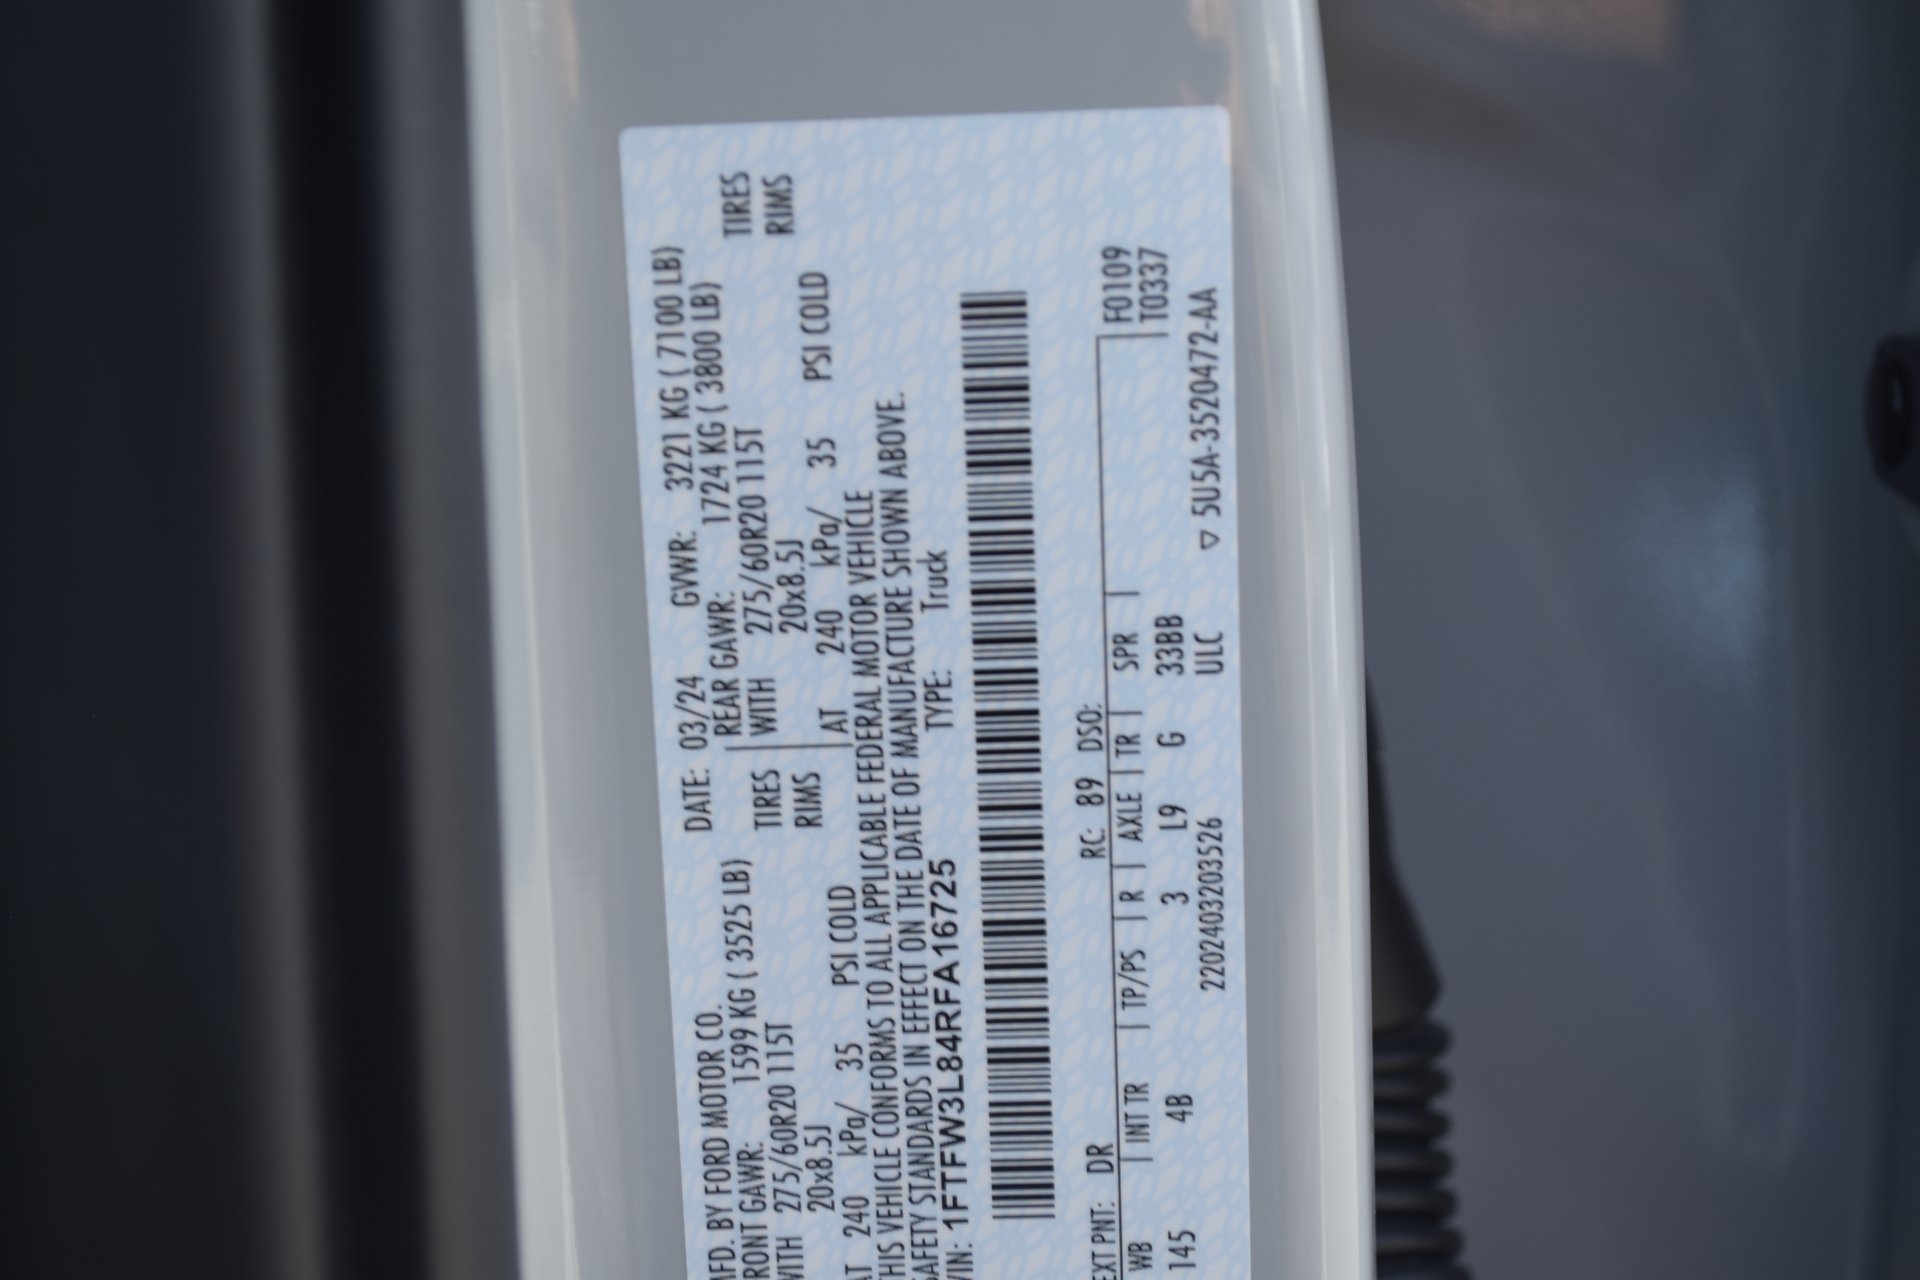 MFD. BY FORD MOTOR CO. DATE: 03/24 GVWR: 3221 KG ( 7100 LB)
RONT GAWR: 1599 KG ( 3525 LB) REAR GAWR: 1724 KG ( 3800 LB)
WITH 275/60R20 115T TIRES WITH 275/60R20 115T TIRES
20x8.5J RIMS 20x8.5J RIMS
AT 240 kPa/ 35 PSI COLD AT 240 kPa/ 35 PSI COLD
THIS VEHICLE CONFORMS TO ALL APPLICABLE FEDERAL MOTOR VEHICLE
SAFETY STANDARDS IN EFFECT ON THE DATE OF MANUFACTURE SHOWN ABOVE.
VIN: 1FTFW3L84RFA16725 TYPE: Truck
EXT PNT: DR RC: 89 DSO: F0109
WB | INT TR | TP/PS | R | AXLE | TR | SPR | | T0337
145 4B 3 L9 G 33BB
22024032035​26 ULC ▽ 5U5A-3520472-AA